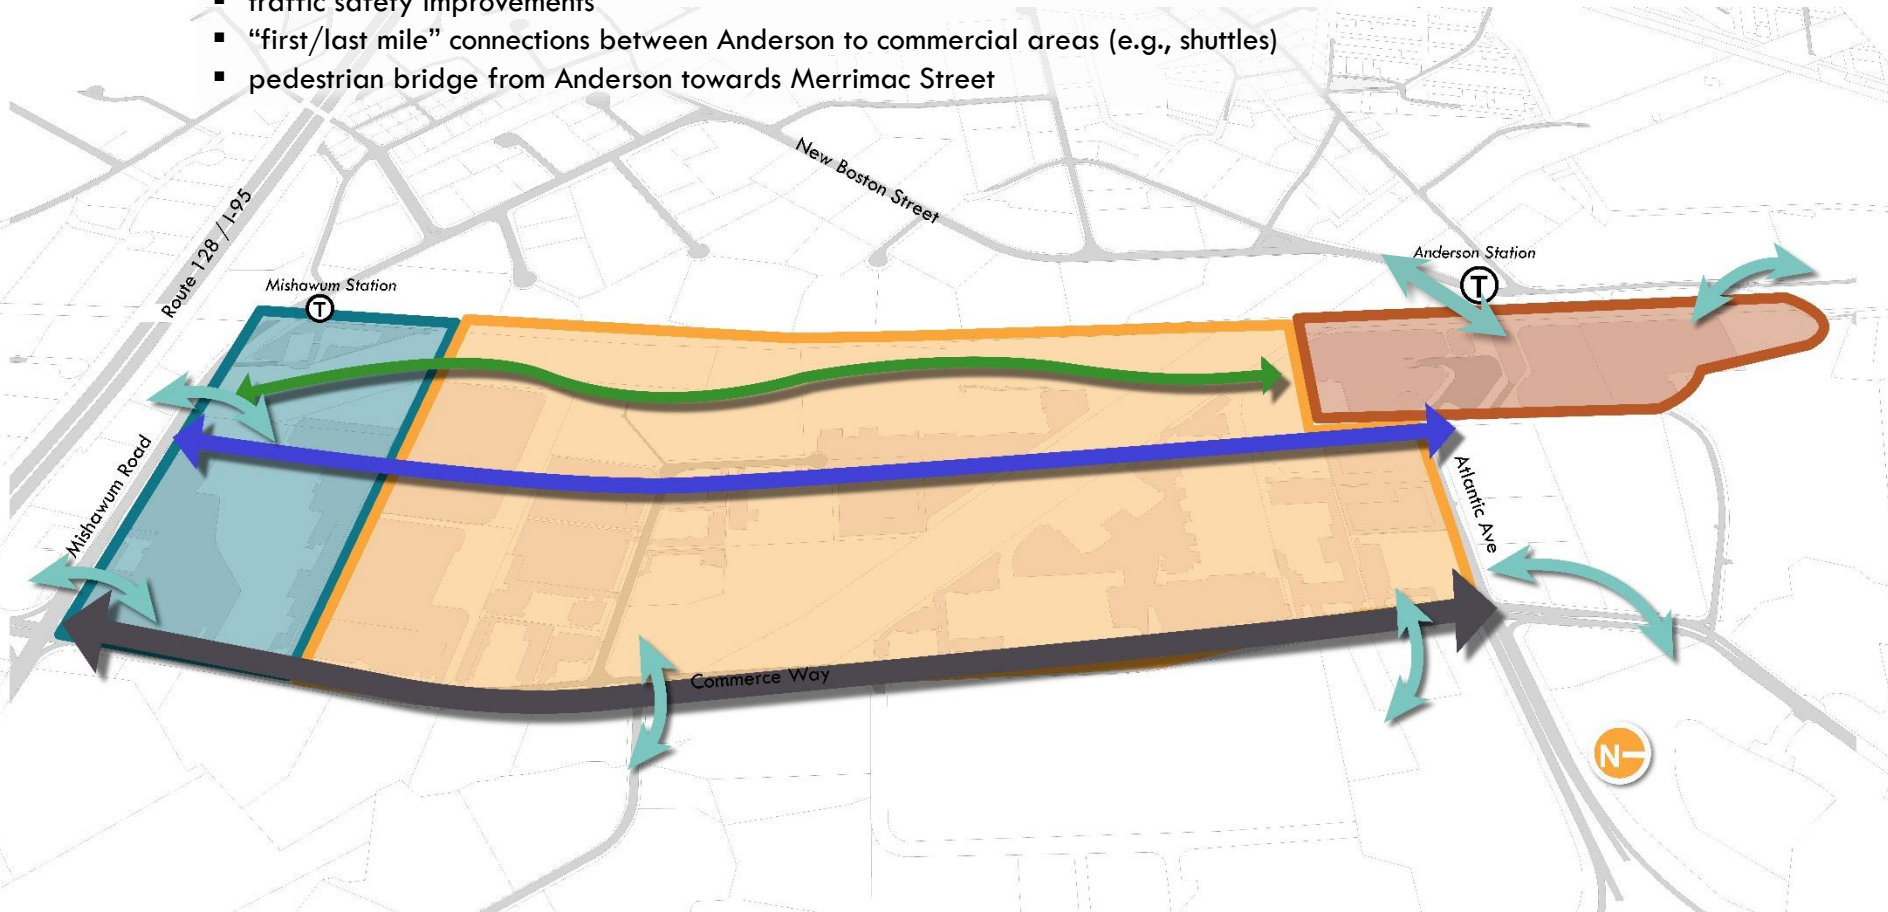 ▪ traffic safety improvements
▪ “first/last mile” connections between Anderson to commercial areas (e.g., shuttles)
▪ pedestrian bridge from Anderson towards Merrimac Street
New Boston Street
Route 128 / I-95
Anderson Station
T
Mishawum Station
T
Mishawum Road
Atlantic Ave
Commerce Way
N